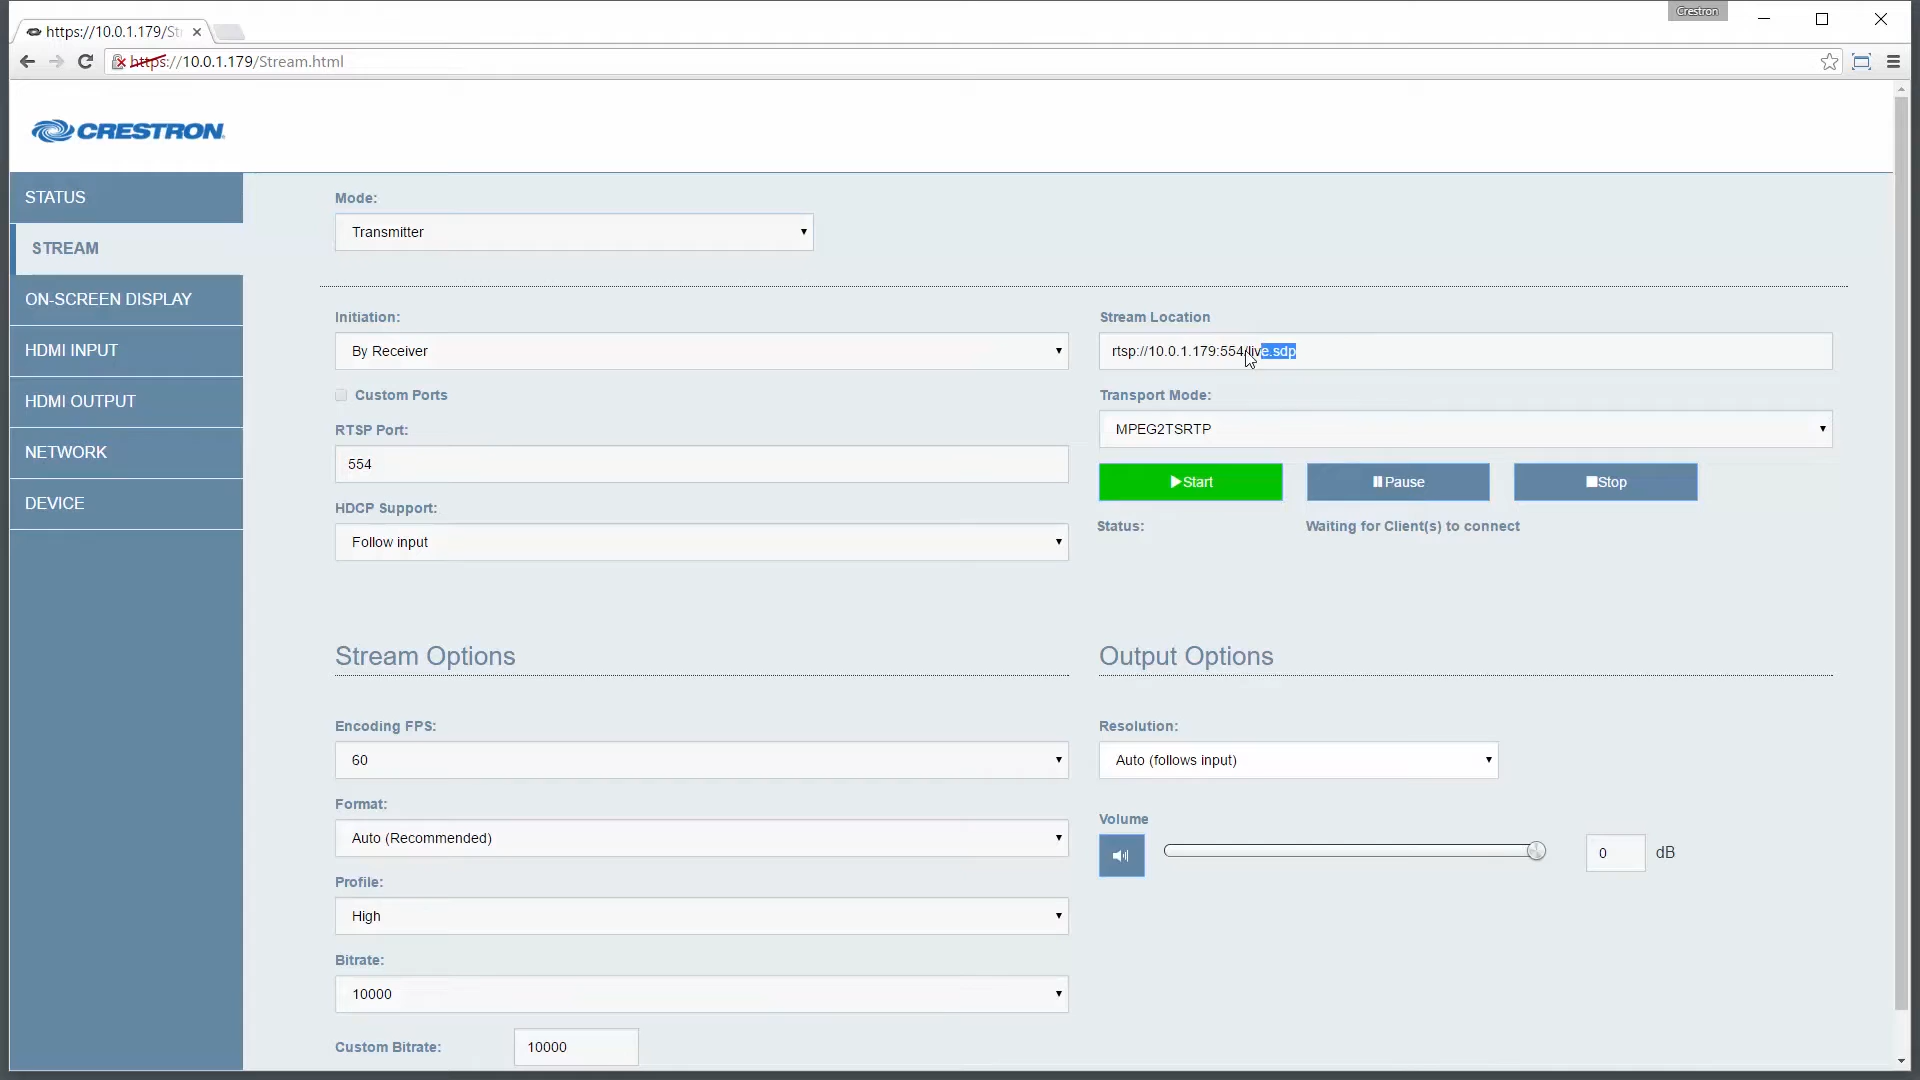 Crestron
https://10.0.1.179/St
https://10.0.1.179/Stream.html
CRESTRON
STATUS
STREAM
ON-SCREEN DISPLAY
HDMI INPUT
HDMI OUTPUT
NETWORK
DEVICE
Mode:
Transmitter
Initiation:
By Receiver
Custom Ports
RTSP Port:
554
HDCP Support:
Follow input
Stream Location
rtsp://10.0.1.179:554/live.sdp
Transport Mode:
MPEG2TSRTP
Start
Pause
Stop
Status:
Waiting for Client(s) to connect
Stream Options
Encoding FPS:
60
Format:
Auto (Recommended)
Profile:
High
Bitrate:
10000
Custom Bitrate:
10000
Output Options
Resolution:
Auto (follows input)
Volume
0
dB